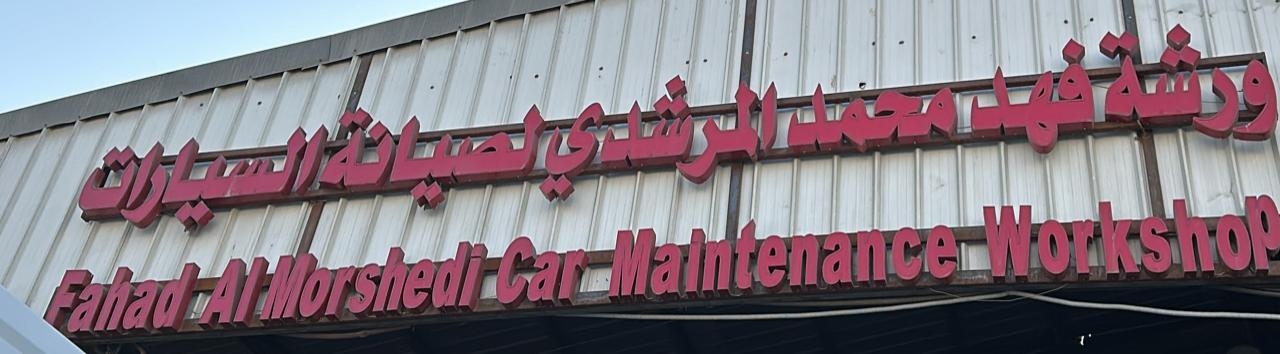 ورشة فهد محمد المرشدي لصيانة السيارات
Fahad Al Morshedi Car Maintenance Workshop